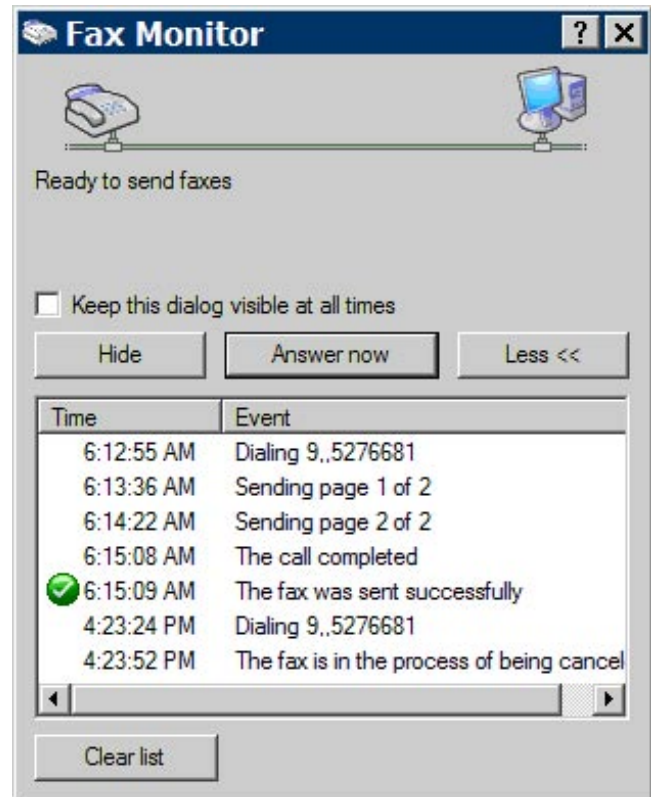 Fax Monitor
Ready to send faxes
Keep this dialog visible at all times
Hide Answer now Less <<
Time Event
6:12:55 AM Dialing 9,,5276681
6:13:36 AM Sending page 1 of 2
6:14:22 AM Sending page 2 of 2
6:15:08 AM The call completed
6:15:09 AM The fax was sent successfully
4:23:24 PM Dialing 9,,5276681
4:23:52 PM The fax is in the process of being cancel
Clear list